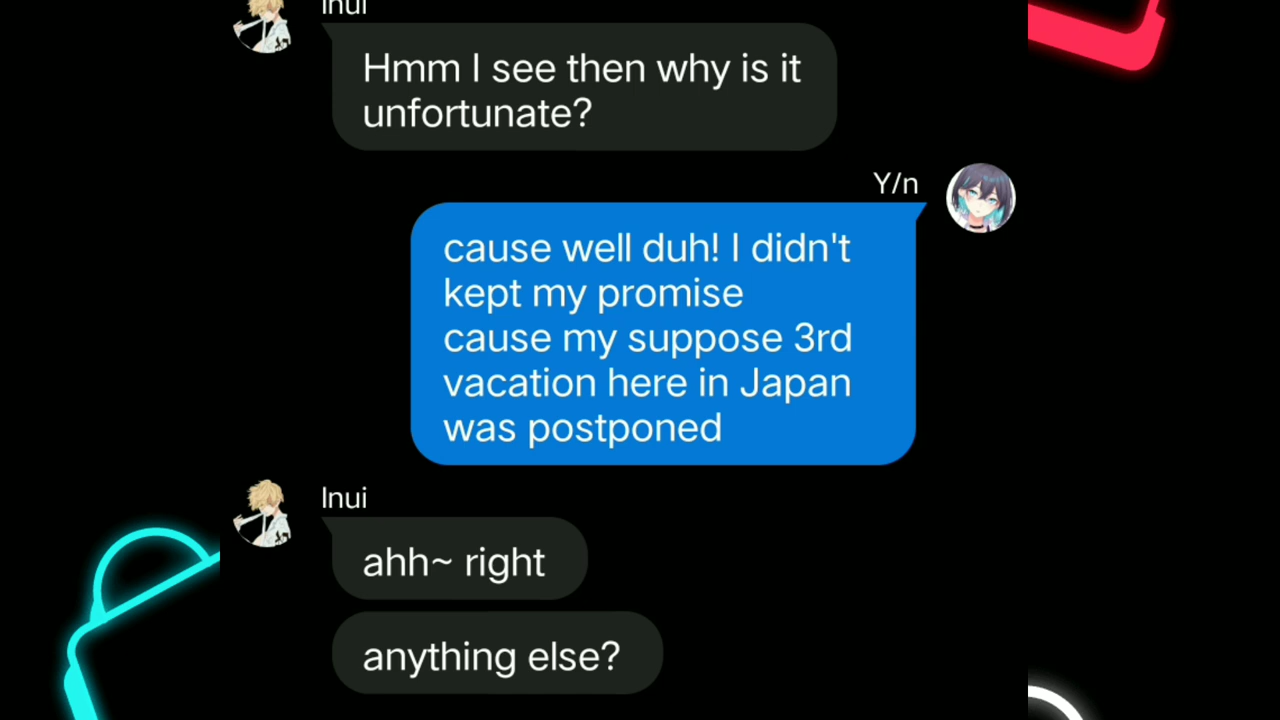 Inui
Hmm I see then why is it
unfortunate?
Y/n
cause well duh! I didn't
kept my promise
cause my suppose 3rd
vacation here in Japan
was postponed
Inui
ahh~ right
anything else?